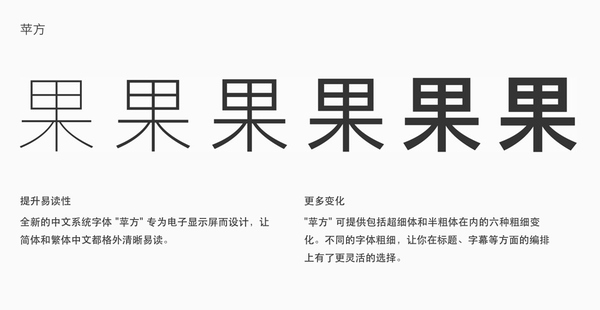 苹方
果 果 果 果 果 果
提升易读性
全新的中文系统字体 "苹方" 专为电子显示屏而设计，让
简体和繁体中文都格外清晰易读。
更多变化
"苹方" 可提供包括超细体和半粗体在内的六种粗细变
化。不同的字体粗细，让你在标题、字幕等方面的编排
上有了更灵活的选择。